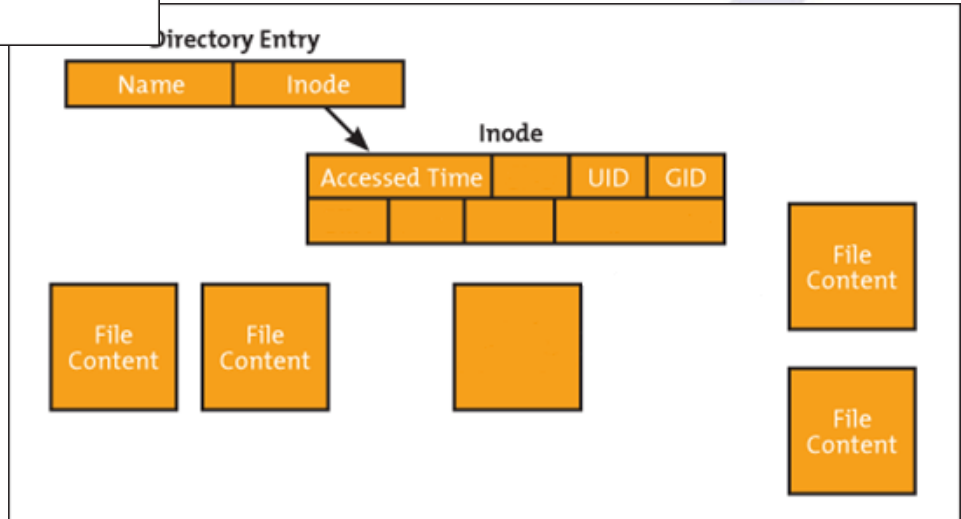 Directory Entry
Name
Inode
Inode
Accessed Time
UID
GID
File
Content
File
Content
File
Content
File
Content